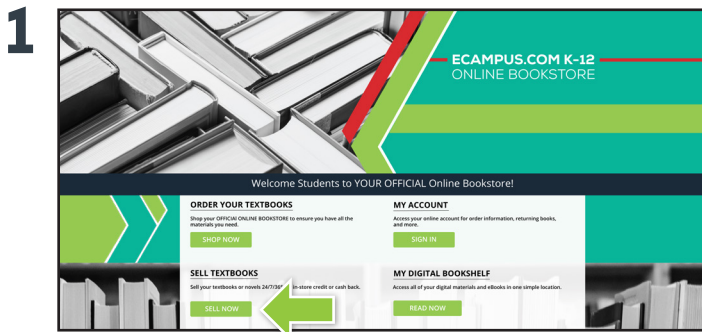 1
ECAMPUS.COM K-12
ONLINE BOOKSTORE
Welcome Students to YOUR OFFICIAL Online Bookstore!
ORDER YOUR TEXTBOOKS
Shop your OFFICIAL ONLINE BOOKSTORE to ensure you have all the
materials you need.
SHOP NOW
MY ACCOUNT
Access your online account for order information, returning books,
and more.
SIGN IN
SELL TEXTBOOKS
Sell your textbooks or novels 24/7/36 in-store credit or cash back.
SELL NOW
MY DIGITAL BOOKSHELF
Access all of your digital materials and eBooks in one simple location.
READ NOW